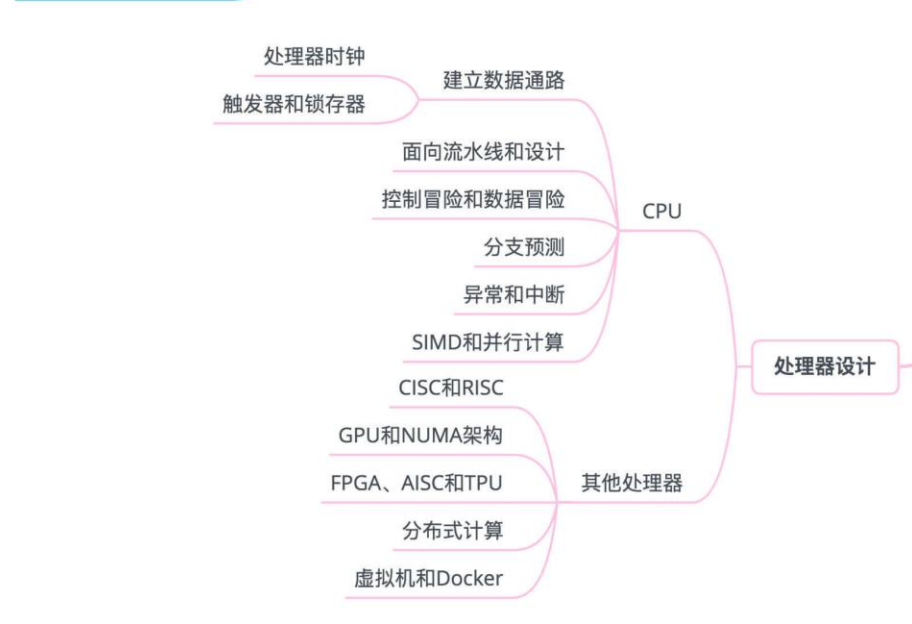 处理器时钟
建立数据通路
触发器和锁存器
面向流水线和设计
控制冒险和数据冒险
CPU
分支预测
异常和中断
SIMD和并行计算
处理器设计
CISC和RISC
GPU和NUMA架构
FPGA、AISC和TPU
其他处理器
分布式计算
虚拟机和Docker